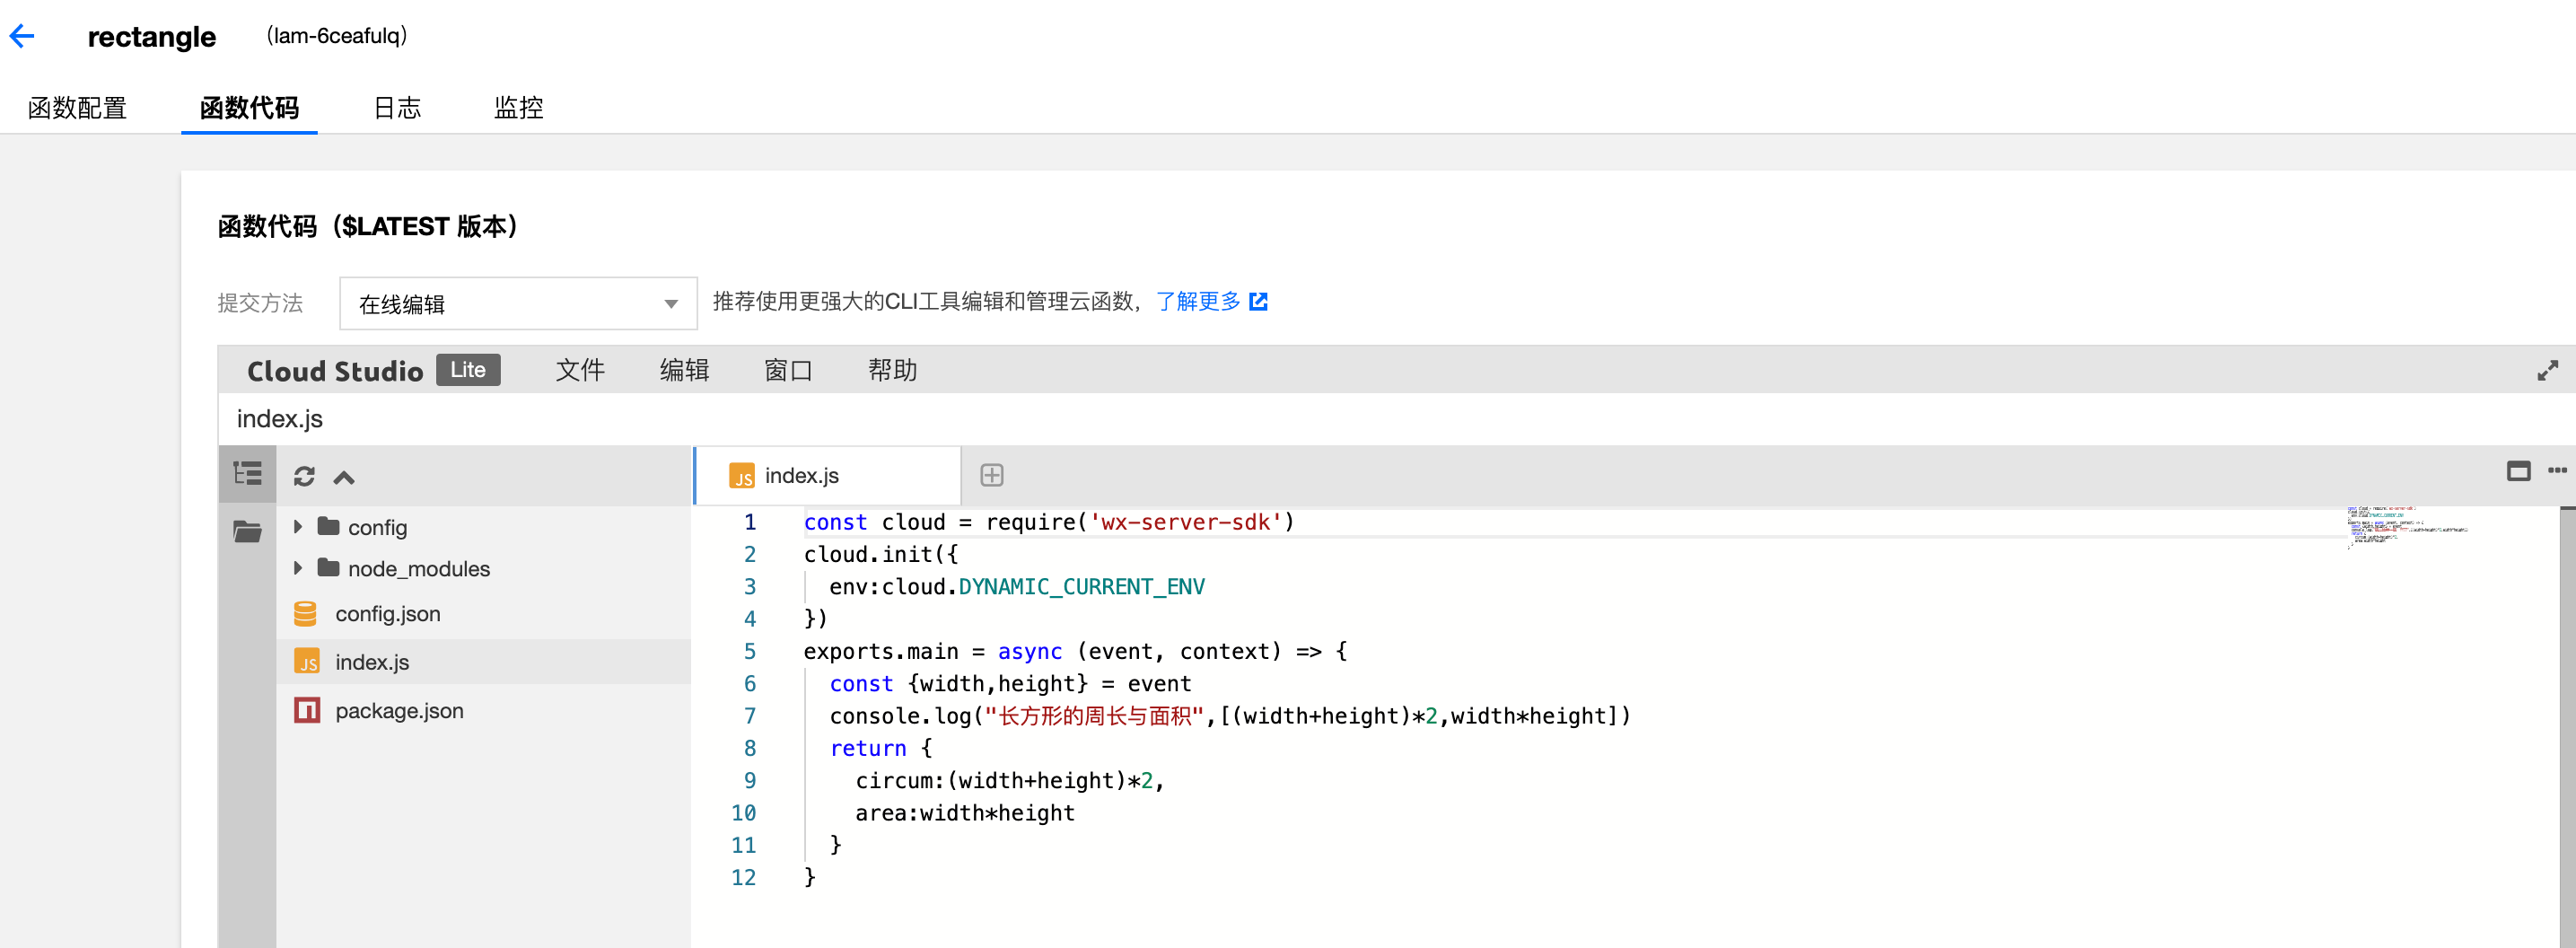 rectangle （lam-6ceafulq）
函数配置 函数代码 日志 监控
函数代码（$LATEST 版本）
提交方法 在线编辑 推荐使用更强大的CLI工具编辑和管理云函数，了解更多
Cloud Studio Lite 文件 编辑 窗口 帮助
index.js
JS index.js
config
node_modules
config.json
JS index.js
package.json
1 const cloud = require('wx-server-sdk')
2 cloud.init({
3 env:cloud.DYNAMIC_CURRENT_ENV
4 })
5 exports.main = async (event, context) => {
6 const {width,height} = event
7 console.log("长方形的周长与面积",[(width+height)*2,width*height])
8 return {
9 circum:(width+height)*2,
10 area:width*height
11 }
12 }